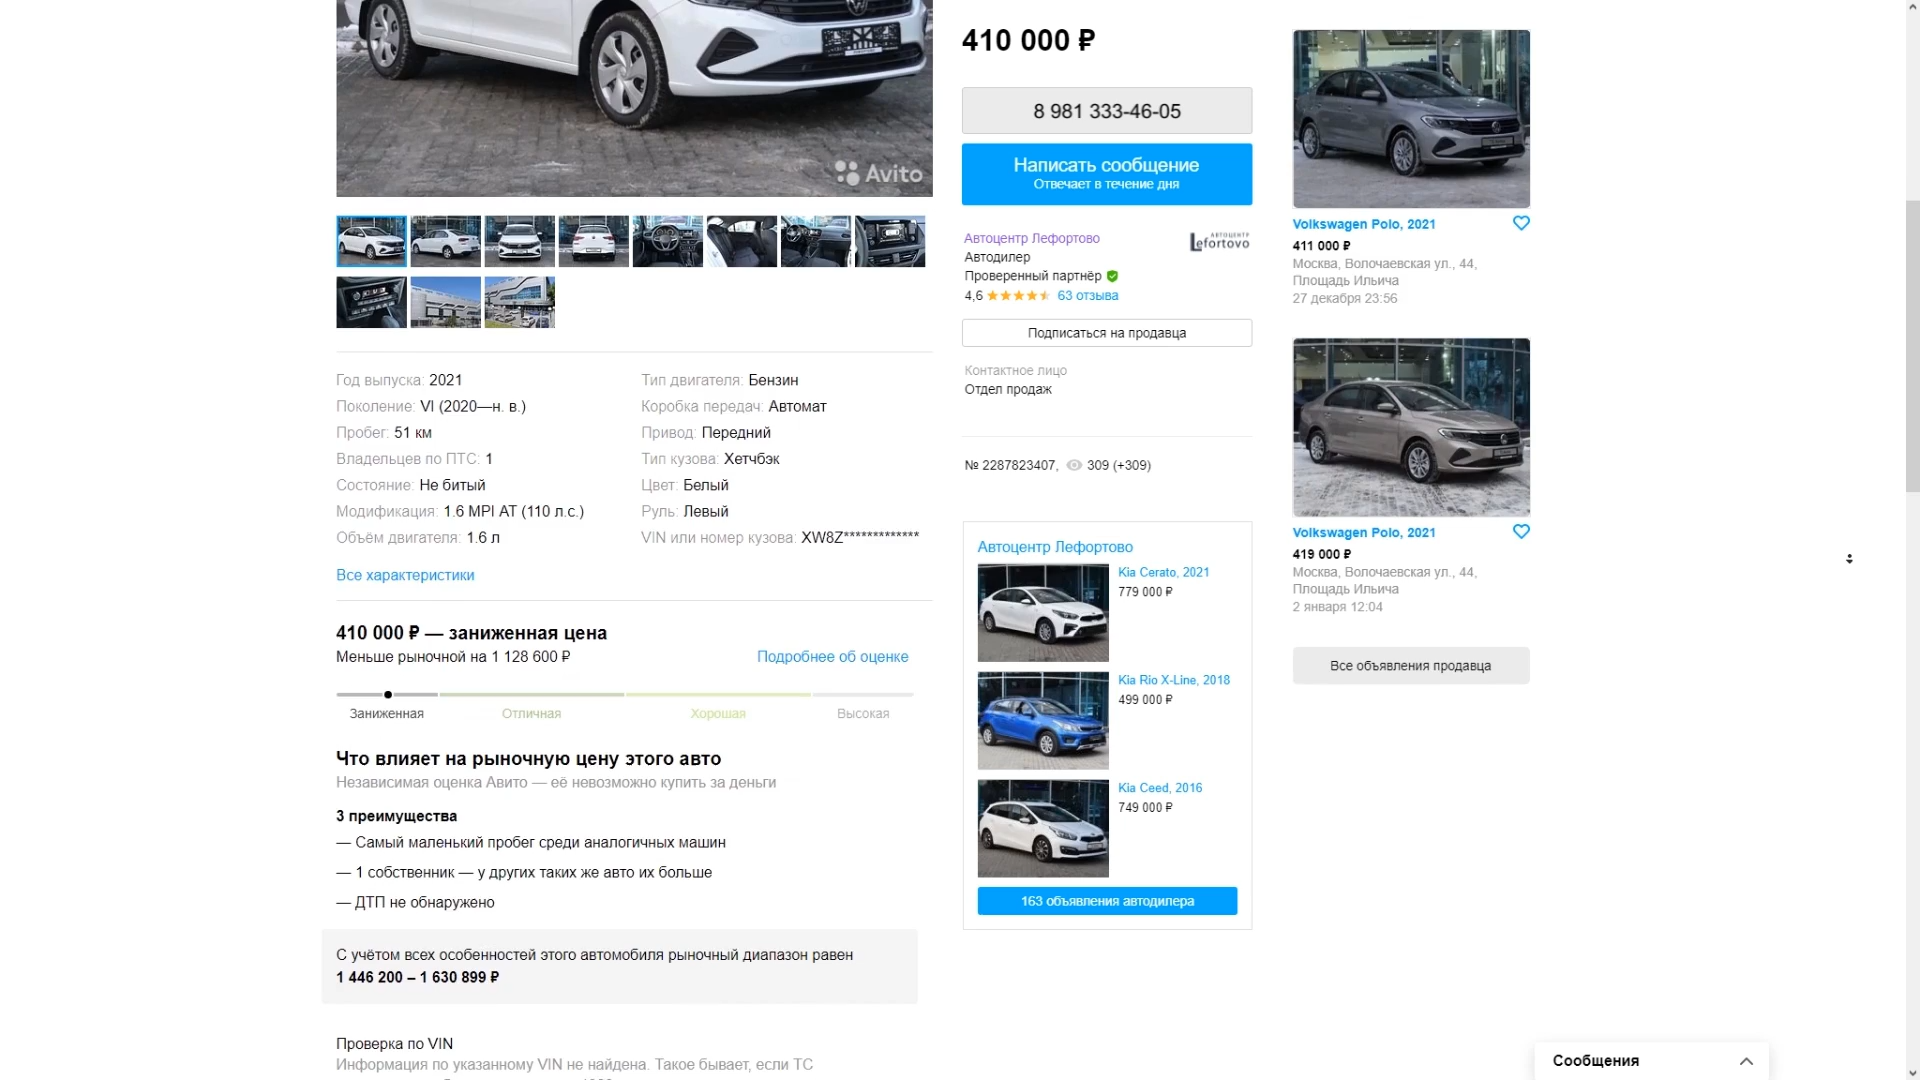 Avito
Год выпуска: 2021
Поколение: VI (2020—н. в.)
Пробег: 51 км
Владельцев по ПТС: 1
Состояние: Не битый
Модификация: 1.6 MPI AT (110 л.с.)
Объём двигателя: 1.6 л
Тип двигателя: Бензин
Коробка передач: Автомат
Привод: Передний
Тип кузова: Хетчбэк
Цвет: Белый
Руль: Левый
VIN или номер кузова: XW8Z*************
Все характеристики
410 000 ₽ — заниженная цена
Меньше рыночной на 1 128 600 ₽
Подробнее об оценке
Заниженная
Отличная
Хорошая
Высокая
Что влияет на рыночную цену этого авто
Независимая оценка Авито — её невозможно купить за деньги
3 преимущества
— Самый маленький пробег среди аналогичных машин
— 1 собственник — у других таких же авто их больше
— ДТП не обнаружено
С учётом всех особенностей этого автомобиля рыночный диапазон равен
1 446 200 – 1 630 899 ₽
Проверка по VIN
Информация по указанному VIN не найдена. Такое бывает, если ТС
410 000 ₽
8 981 333-46-05
Написать сообщение
Отвечает в течение дня
Автоцентр Лефортово
АВТОЦЕНТР
Lefortovo
Автодилер
Проверенный партнёр
4,6
63 отзыва
Подписаться на продавца
Контактное лицо
Отдел продаж
№ 2287823407,
309 (+309)
Автоцентр Лефортово
Kia Cerato, 2021
779 000 ₽
Kia Rio X-Line, 2018
499 000 ₽
Kia Ceed, 2016
749 000 ₽
163 объявления автодилера
Volkswagen Polo, 2021
411 000 ₽
Москва, Волочаевская ул., 44,
Площадь Ильича
27 декабря 23:56
Volkswagen Polo, 2021
419 000 ₽
Москва, Волочаевская ул., 44,
Площадь Ильича
2 января 12:04
Все объявления продавца
Сообщения